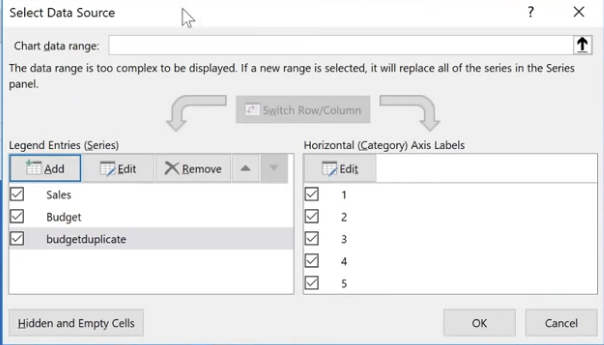 Select Data Source
?
Chart data range:
The data range is too complex to be displayed. If a new range is selected, it will replace all of the series in the Series
panel.
Switch Row/Column
Legend Entries (Series)
Add Edit Remove
Sales
Budget
budgetduplicate
Horizontal (Category) Axis Labels
Edit
1
2
3
4
5
Hidden and Empty Cells
OK Cancel